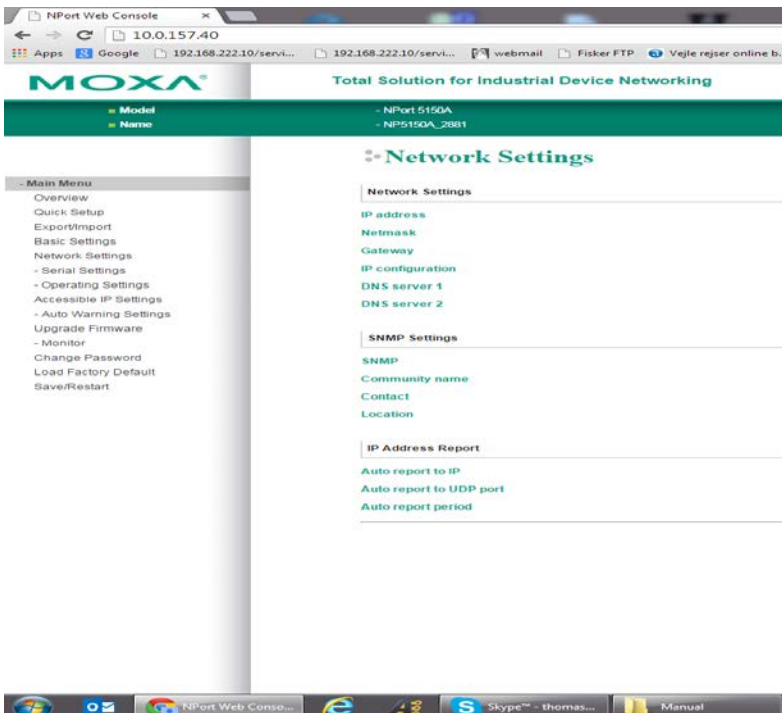 NPort Web Console
10.0.157.40
Apps Google 192.168.222.10/servi... 192.168.222.10/servi... webmail Fisker FTP Vejle rejser online b.
MOXA® Total Solution for Industrial Device Networking
Model - NPort 5150A
Name - NP5150A_2881
Network Settings
- Main Menu
Overview
Quick Setup
Export/Import
Basic Settings
Network Settings
- Serial Settings
- Operating Settings
Accessible IP Settings
- Auto Warning Settings
Upgrade Firmware
- Monitor
Change Password
Load Factory Default
Save/Restart
Network Settings
IP address
Netmask
Gateway
IP configuration
DNS server 1
DNS server 2
SNMP Settings
SNMP
Community name
Contact
Location
IP Address Report
Auto report to IP
Auto report to UDP port
Auto report period
NPort Web Conso... Skype™ - thomas... Manual